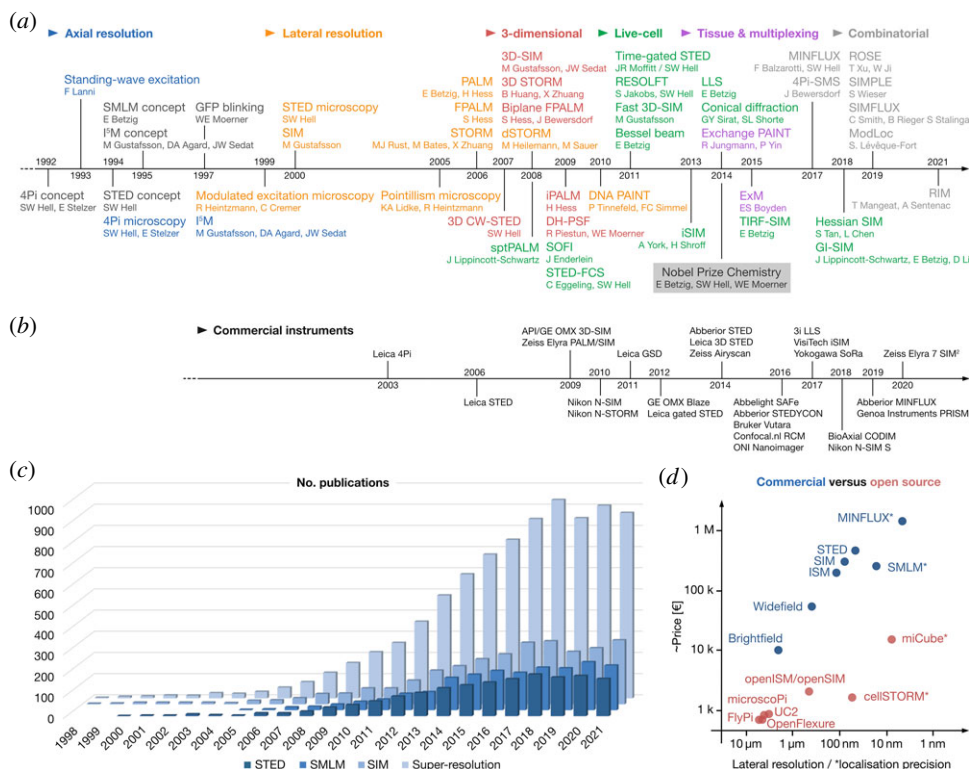 (a)
► Axial resolution
► Lateral resolution
► 3-dimensional
► Live-cell
► Tissue & multiplexing
► Combinatorial
Standing-wave excitation
F Lanni
SMLM concept
E Betzig
I⁵M concept
M Gustafsson, DA Agard, JW Sedat
GFP blinking
WE Moerner
STED microscopy
SW Hell
SIM
M Gustafsson
PALM
E Betzig, H Hess
FPALM
S Hess
STORM
MJ Rust, M Bates, X Zhuang
3D-SIM
M Gustafsson, JW Sedat
3D STORM
B Huang, X Zhuang
Biplane FPALM
S Hess, J Bewersdorf
dSTORM
M Heilemann, M Sauer
Time-gated STED
JR Moffitt / SW Hell
RESOLFT
S Jakobs, SW Hell
Fast 3D-SIM
M Gustafsson
Bessel beam
E Betzig
LLS
E Betzig
Conical diffraction
GY Sirat, SL Shorte
Exchange PAINT
R Jungmann, P Yin
MINFLUX
F Balzarotti, SW Hell
4Pi-SMS
J Bewersdorf
ROSE
T Xu, W Ji
SIMPLE
S Wieser
SIMFLUX
C Smith, B Rieger S Stalinga
ModLoc
S. Lévêque-Fort
1992 1994 1997 2000 2005 2007 2009 2011 2014 2017 2019
1993 1995 1999 2006 2008 2010 2013 2015 2018 2021
4Pi concept
SW Hell, E Stelzer
STED concept
SW Hell
4Pi microscopy
SW Hell, E Stelzer
Modulated excitation microscopy
R Heintzmann, C Cremer
I⁵M
M Gustafsson, DA Agard, JW Sedat
Pointillism microscopy
KA Lidke, R Heintzmann
3D CW-STED
SW Hell
sptPALM
J Lippincott-Schwartz
iPALM
H Hess
DH-PSF
R Piestun, WE Moerner
SOFI
J Enderlein
STED-FCS
C Eggeling, SW Hell
DNA PAINT
P Tinnefeld, FC Simmel
iSIM
A York, H Shroff
Nobel Prize Chemistry
E Betzig, SW Hell, WE Moerner
ExM
ES Boyden
TIRF-SIM
E Betzig
Hessian SIM
S Tan, L Chen
GI-SIM
J Lippincott-Schwartz, E Betzig, D Li
RIM
T Mangeat, A Sentenac
(b)
► Commercial instruments
Leica 4Pi
API/GE OMX 3D-SIM
Zeiss Elyra PALM/SIM
Leica GSD
Abberior STED
Leica 3D STED
Zeiss Airyscan
3i LLS
VisiTech iSIM
Yokogawa SoRa
Zeiss Elyra 7 SIM²
2003 2006 2009 2010 2011 2012 2014 2016 2017 2018 2019 2020
Leica STED
Nikon N-SIM
Nikon N-STORM
GE OMX Blaze
Leica gated STED
Abbelight SAFe
Abberior STEDYCON
Bruker Vutara
Confocal.nl RCM
ONI Nanoimager
BioAxial CODIM
Nikon N-SIM S
Abberior MINFLUX
Genoa Instruments PRISM
(c)
No. publications
1000
900
800
700
600
500
400
300
200
100
0
1998 1999 2000 2001 2002 2003 2004 2005 2006 2007 2008 2009 2010 2011 2012 2013 2014 2015 2016 2017 2018 2019 2020 2021
STED SMLM SIM Super-resolution
(d)
Commercial versus open source
~Price [€]
1 M
100 k
10 k
1 k
MINFLUX*
STED
SIM
ISM
SMLM*
Widefield
Brightfield
miCube*
openISM/openSIM
cellSTORM*
microscoPi
UC2
FlyPi
OpenFlexure
10 µm 1 µm 100 nm 10 nm 1 nm
Lateral resolution / *localisation precision